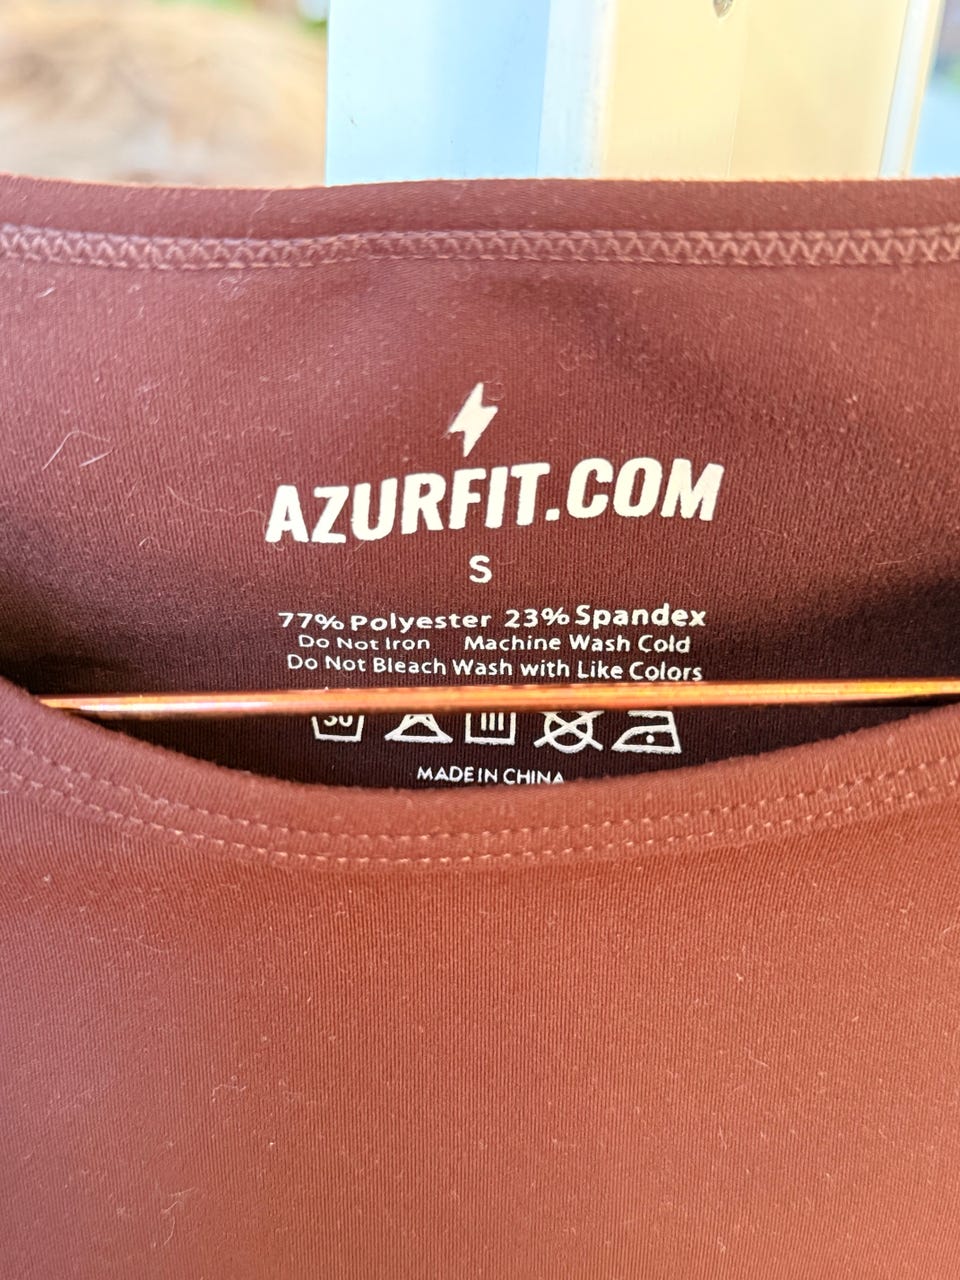 AZURFIT.COM
S
77% Polyester 23% Spandex
Do Not Iron Machine Wash Cold
Do Not Bleach Wash with Like Colors
30
MADE IN CHINA